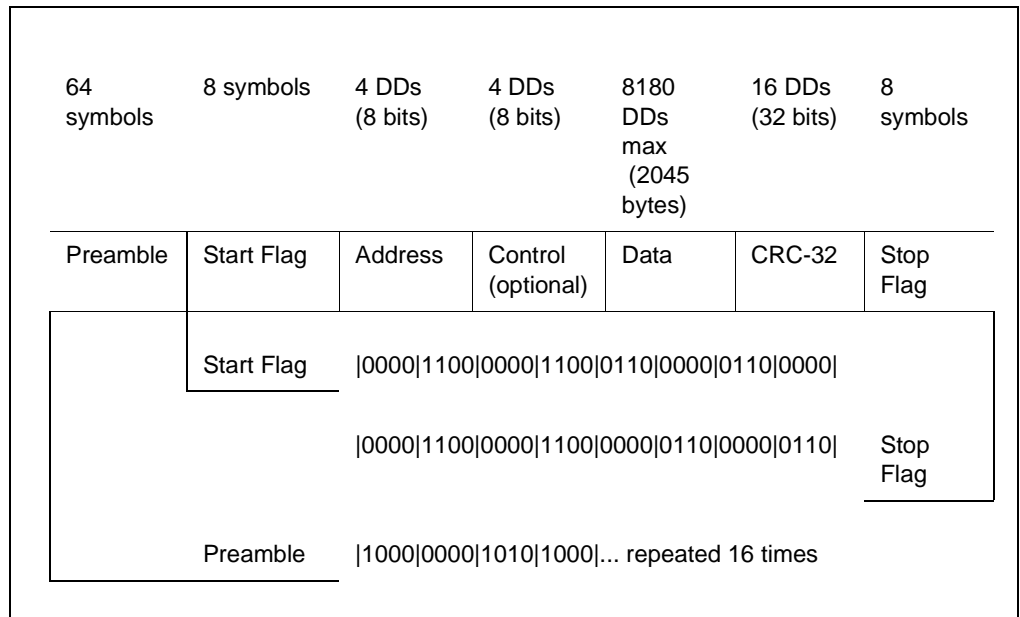 64 symbols
8 symbols
4 DDs (8 bits)
4 DDs (8 bits)
8180 DDs max (2045 bytes)
16 DDs (32 bits)
8 symbols
Preamble
Start Flag
Address
Control (optional)
Data
CRC-32
Stop Flag
Start Flag |0000|1100|0000|1100|0110|0000|0110|0000|
|0000|1100|0000|1100|0000|0110|0000|0110| Stop Flag
Preamble |1000|0000|1010|1000|... repeated 16 times